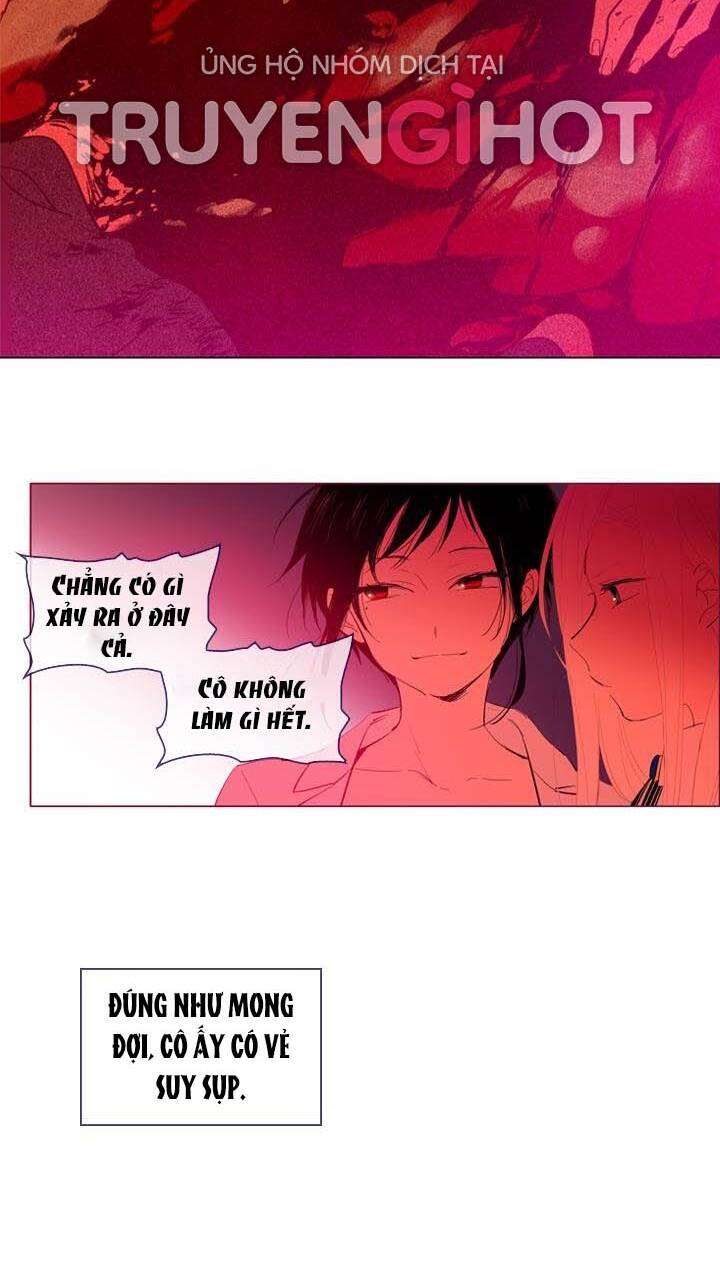 ỦNG HỘ NHÓM DỊCH TẠI
TRUYENGÌHOT
CHẲNG CÓ GÌ
XẢY RA Ở ĐÂY
CẢ.
CÔ KHÔNG
LÀM GÌ HẾT.
ĐÚNG NHƯ MONG
ĐỢI, CÔ ẤY CÓ VẺ
SUY SỤP.